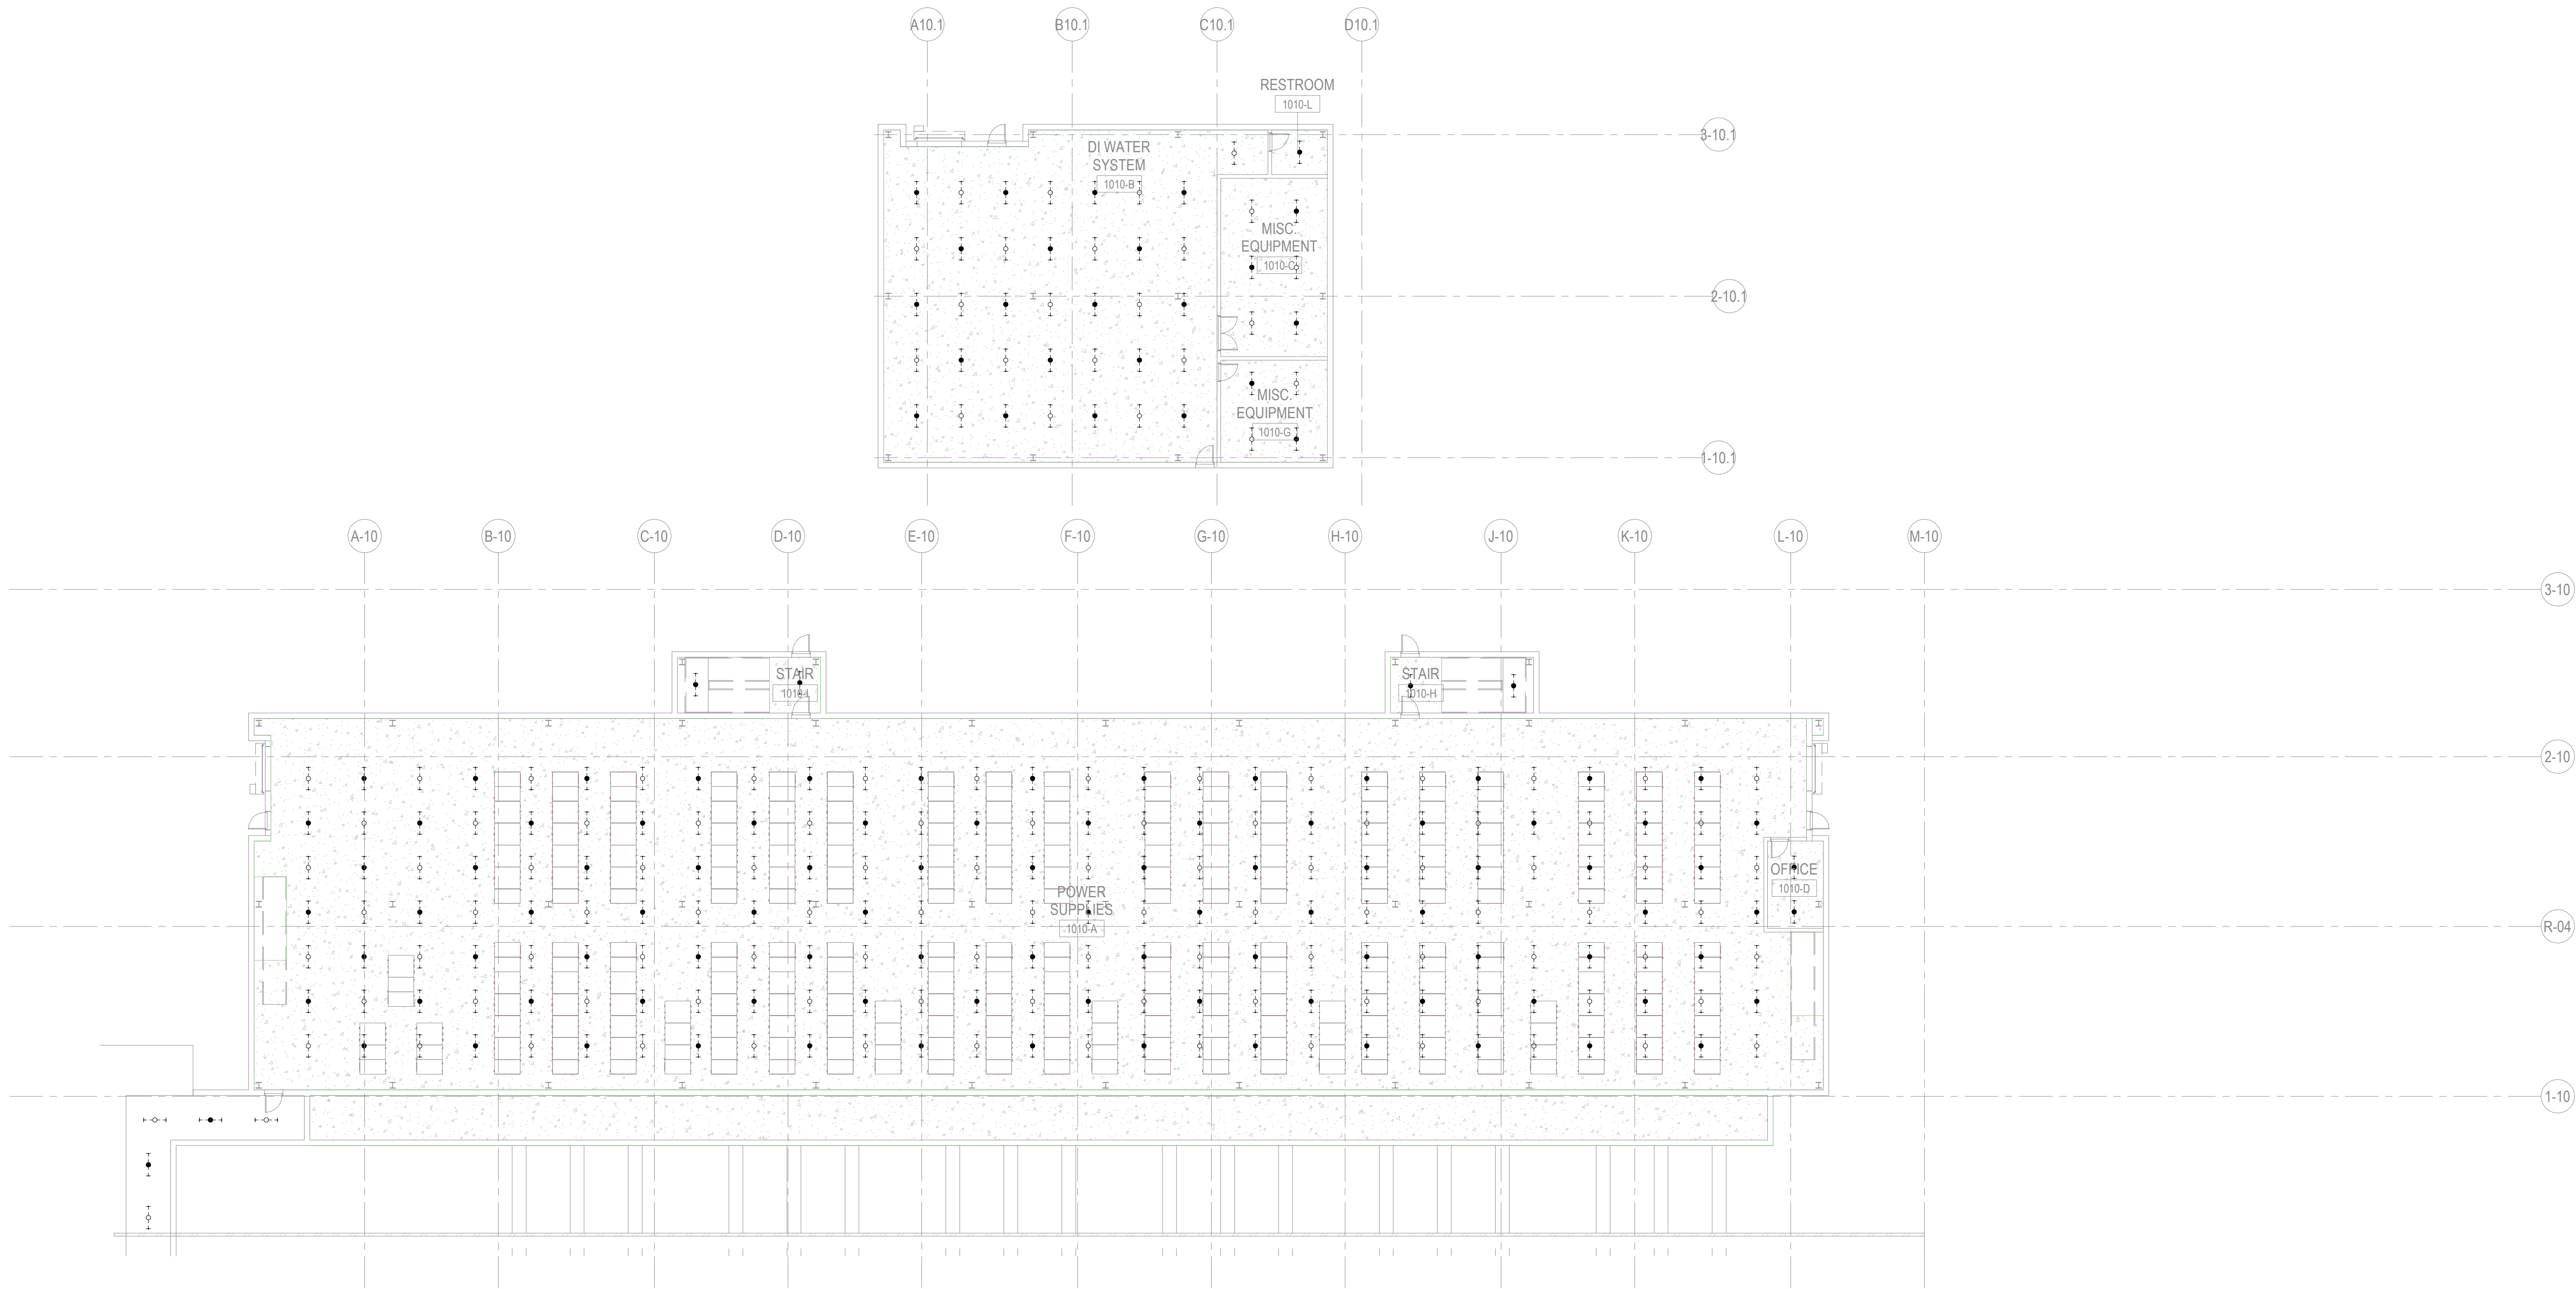 A10.1
B10.1
C10.1
D10.1
RESTROOM
1010-L
3-10.1
DI WATER
SYSTEM
1010-B
MISC.
EQUIPMENT
1010-C
2-10.1
MISC.
EQUIPMENT
1010-G
1-10.1
A-10
B-10
C-10
D-10
E-10
F-10
G-10
H-10
J-10
K-10
L-10
M-10
3-10
STAIR
STAIR
1010-H
2-10
OFFICE
1010-D
POWER
SUPPLIES
1010-A
R-04
1-10